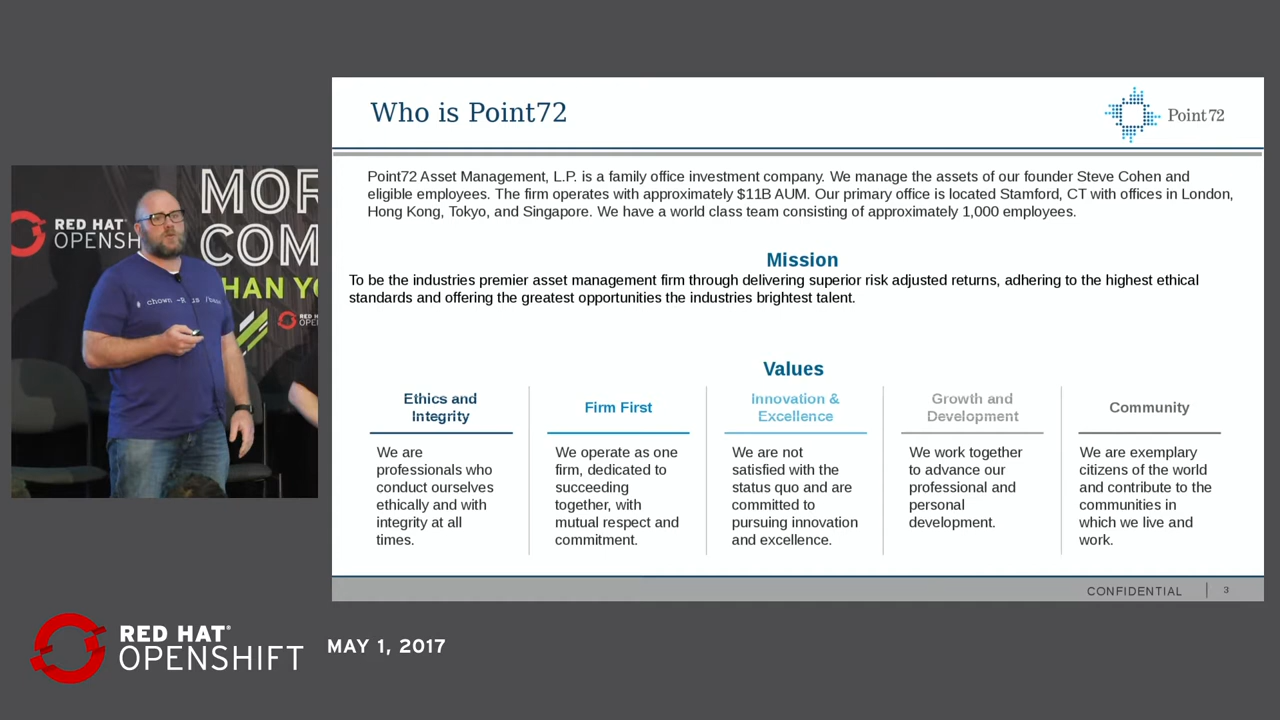 Who is Point72
Point72
Point72 Asset Management, L.P. is a family office investment company. We manage the assets of our founder Steve Cohen and
eligible employees. The firm operates with approximately $11B AUM. Our primary office is located Stamford, CT with offices in London,
Hong Kong, Tokyo, and Singapore. We have a world class team consisting of approximately 1,000 employees.
Mission
To be the industries premier asset management firm through delivering superior risk adjusted returns, adhering to the highest ethical
standards and offering the greatest opportunities the industries brightest talent.
Values
Ethics and
Integrity
We are
professionals who
conduct ourselves
ethically and with
integrity at all
times.
Firm First
We operate as one
firm, dedicated to
succeeding
together, with
mutual respect and
commitment.
Innovation &
Excellence
We are not
satisfied with the
status quo and are
committed to
pursuing innovation
and excellence.
Growth and
Development
We work together
to advance our
professional and
personal
development.
Community
We are exemplary
citizens of the world
and contribute to the
communities in
which we live and
work.
CONFIDENTIAL
3
RED HAT
OPENSH
MOR
COM
HAN YO
chown -R us
RED HAT®
OPENSHIFT
MAY 1, 2017